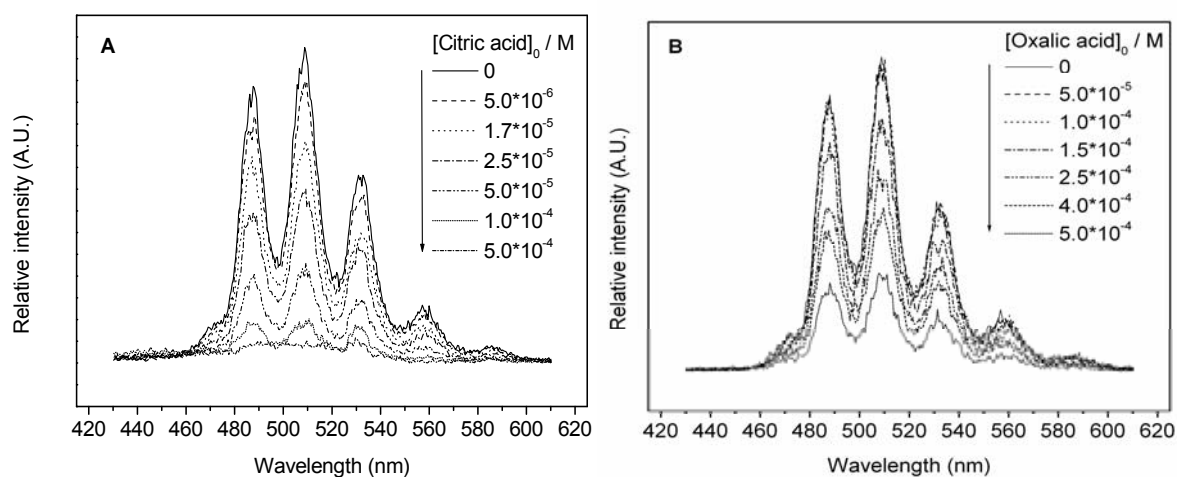 A
[Citric acid]₀ / M
0
5.0*10⁻⁶
1.7*10⁻⁵
2.5*10⁻⁵
5.0*10⁻⁵
1.0*10⁻⁴
5.0*10⁻⁴
Relative intensity (A.U.)
420 440 460 480 500 520 540 560 580 600 620
Wavelength (nm)
B
[Oxalic acid]₀ / M
0
5.0*10⁻⁵
1.0*10⁻⁴
1.5*10⁻⁴
2.5*10⁻⁴
4.0*10⁻⁴
5.0*10⁻⁴
Relative intensity (A.U.)
420 440 460 480 500 520 540 560 580 600 620
Wavelength (nm)